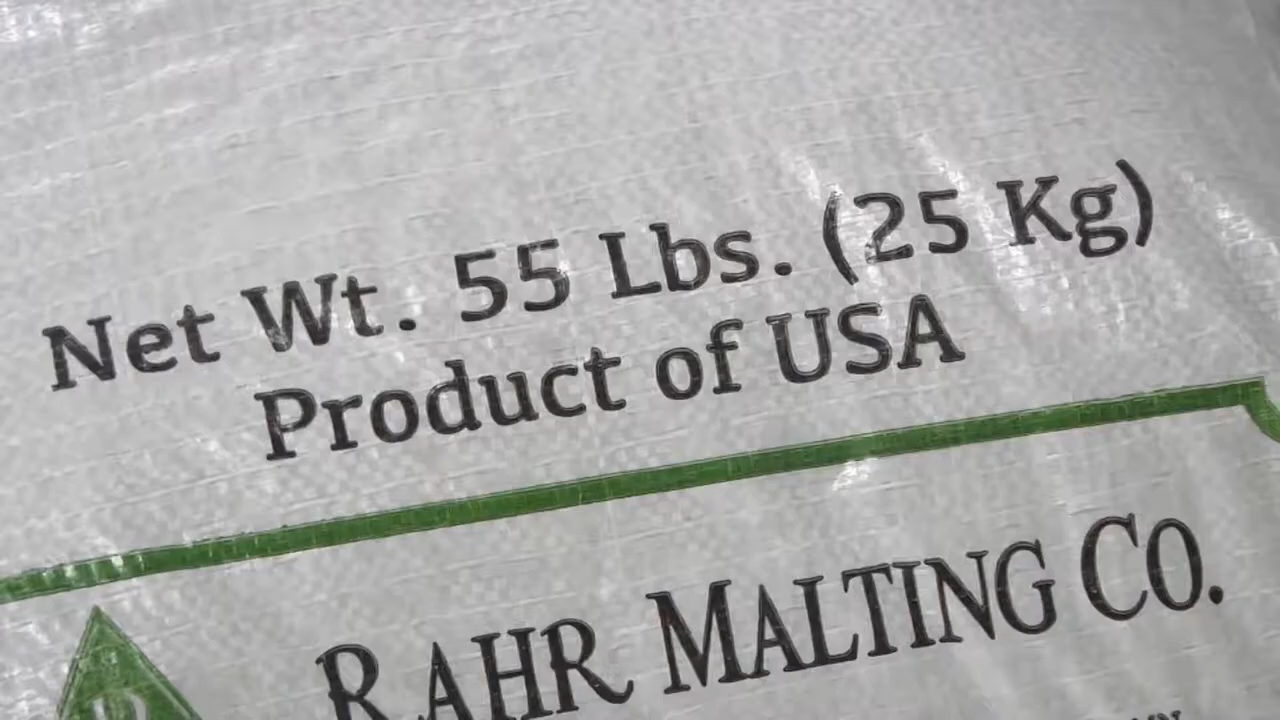 Net Wt. 55 Lbs. (25 Kg)
Product of USA
RAHR MALTING CO.